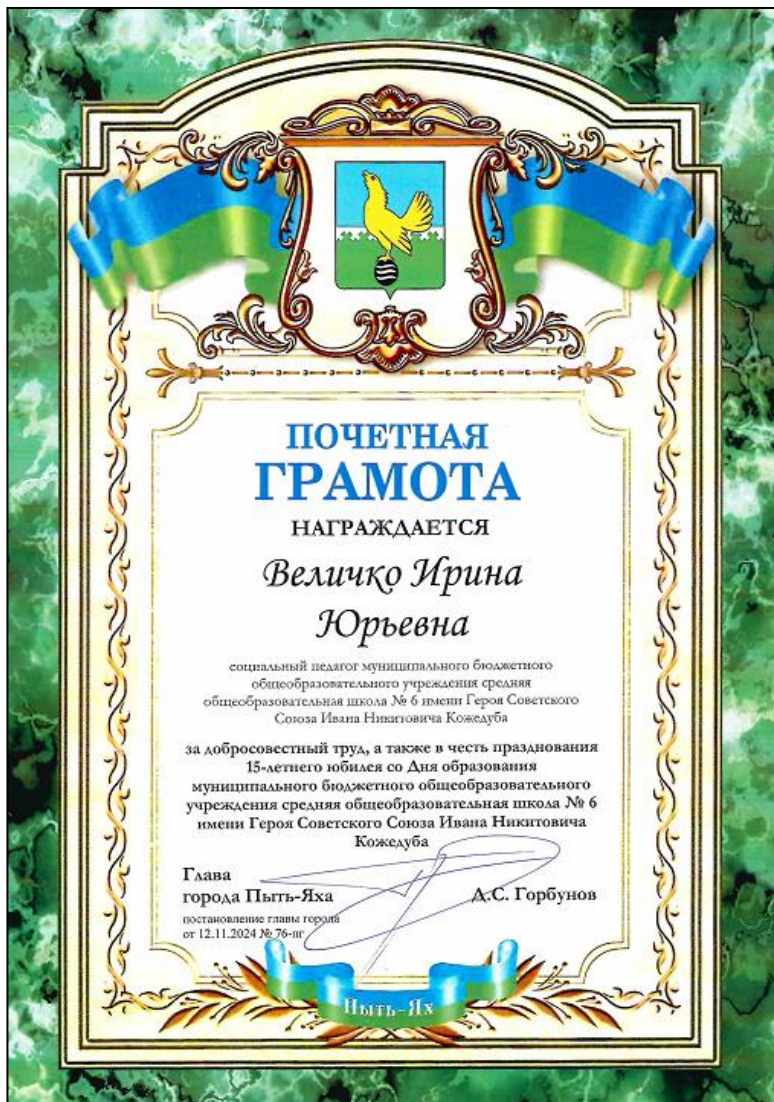 ПОЧЕТНАЯ
ГРАМОТА
НАГРАЖДАЕТСЯ
Величко Ирина
Юрьевна
социальный педагог муниципального бюджетного
общеобразовательного учреждения средняя
общеобразовательная школа № 6 имени Героя Советского
Союза Ивана Никитовича Кожедуба
за добросовестный труд, а также в честь празднования
15-летнего юбилея со Дня образования
муниципального бюджетного общеобразовательного
учреждения средняя общеобразовательная школа № 6
имени Героя Советского Союза Ивана Никитовича
Кожедуба
Глава
города Пыть-Яха Д.С. Горбунов
постановление главы города
от 12.11.2024 № 76-пг
Пыть-Ях